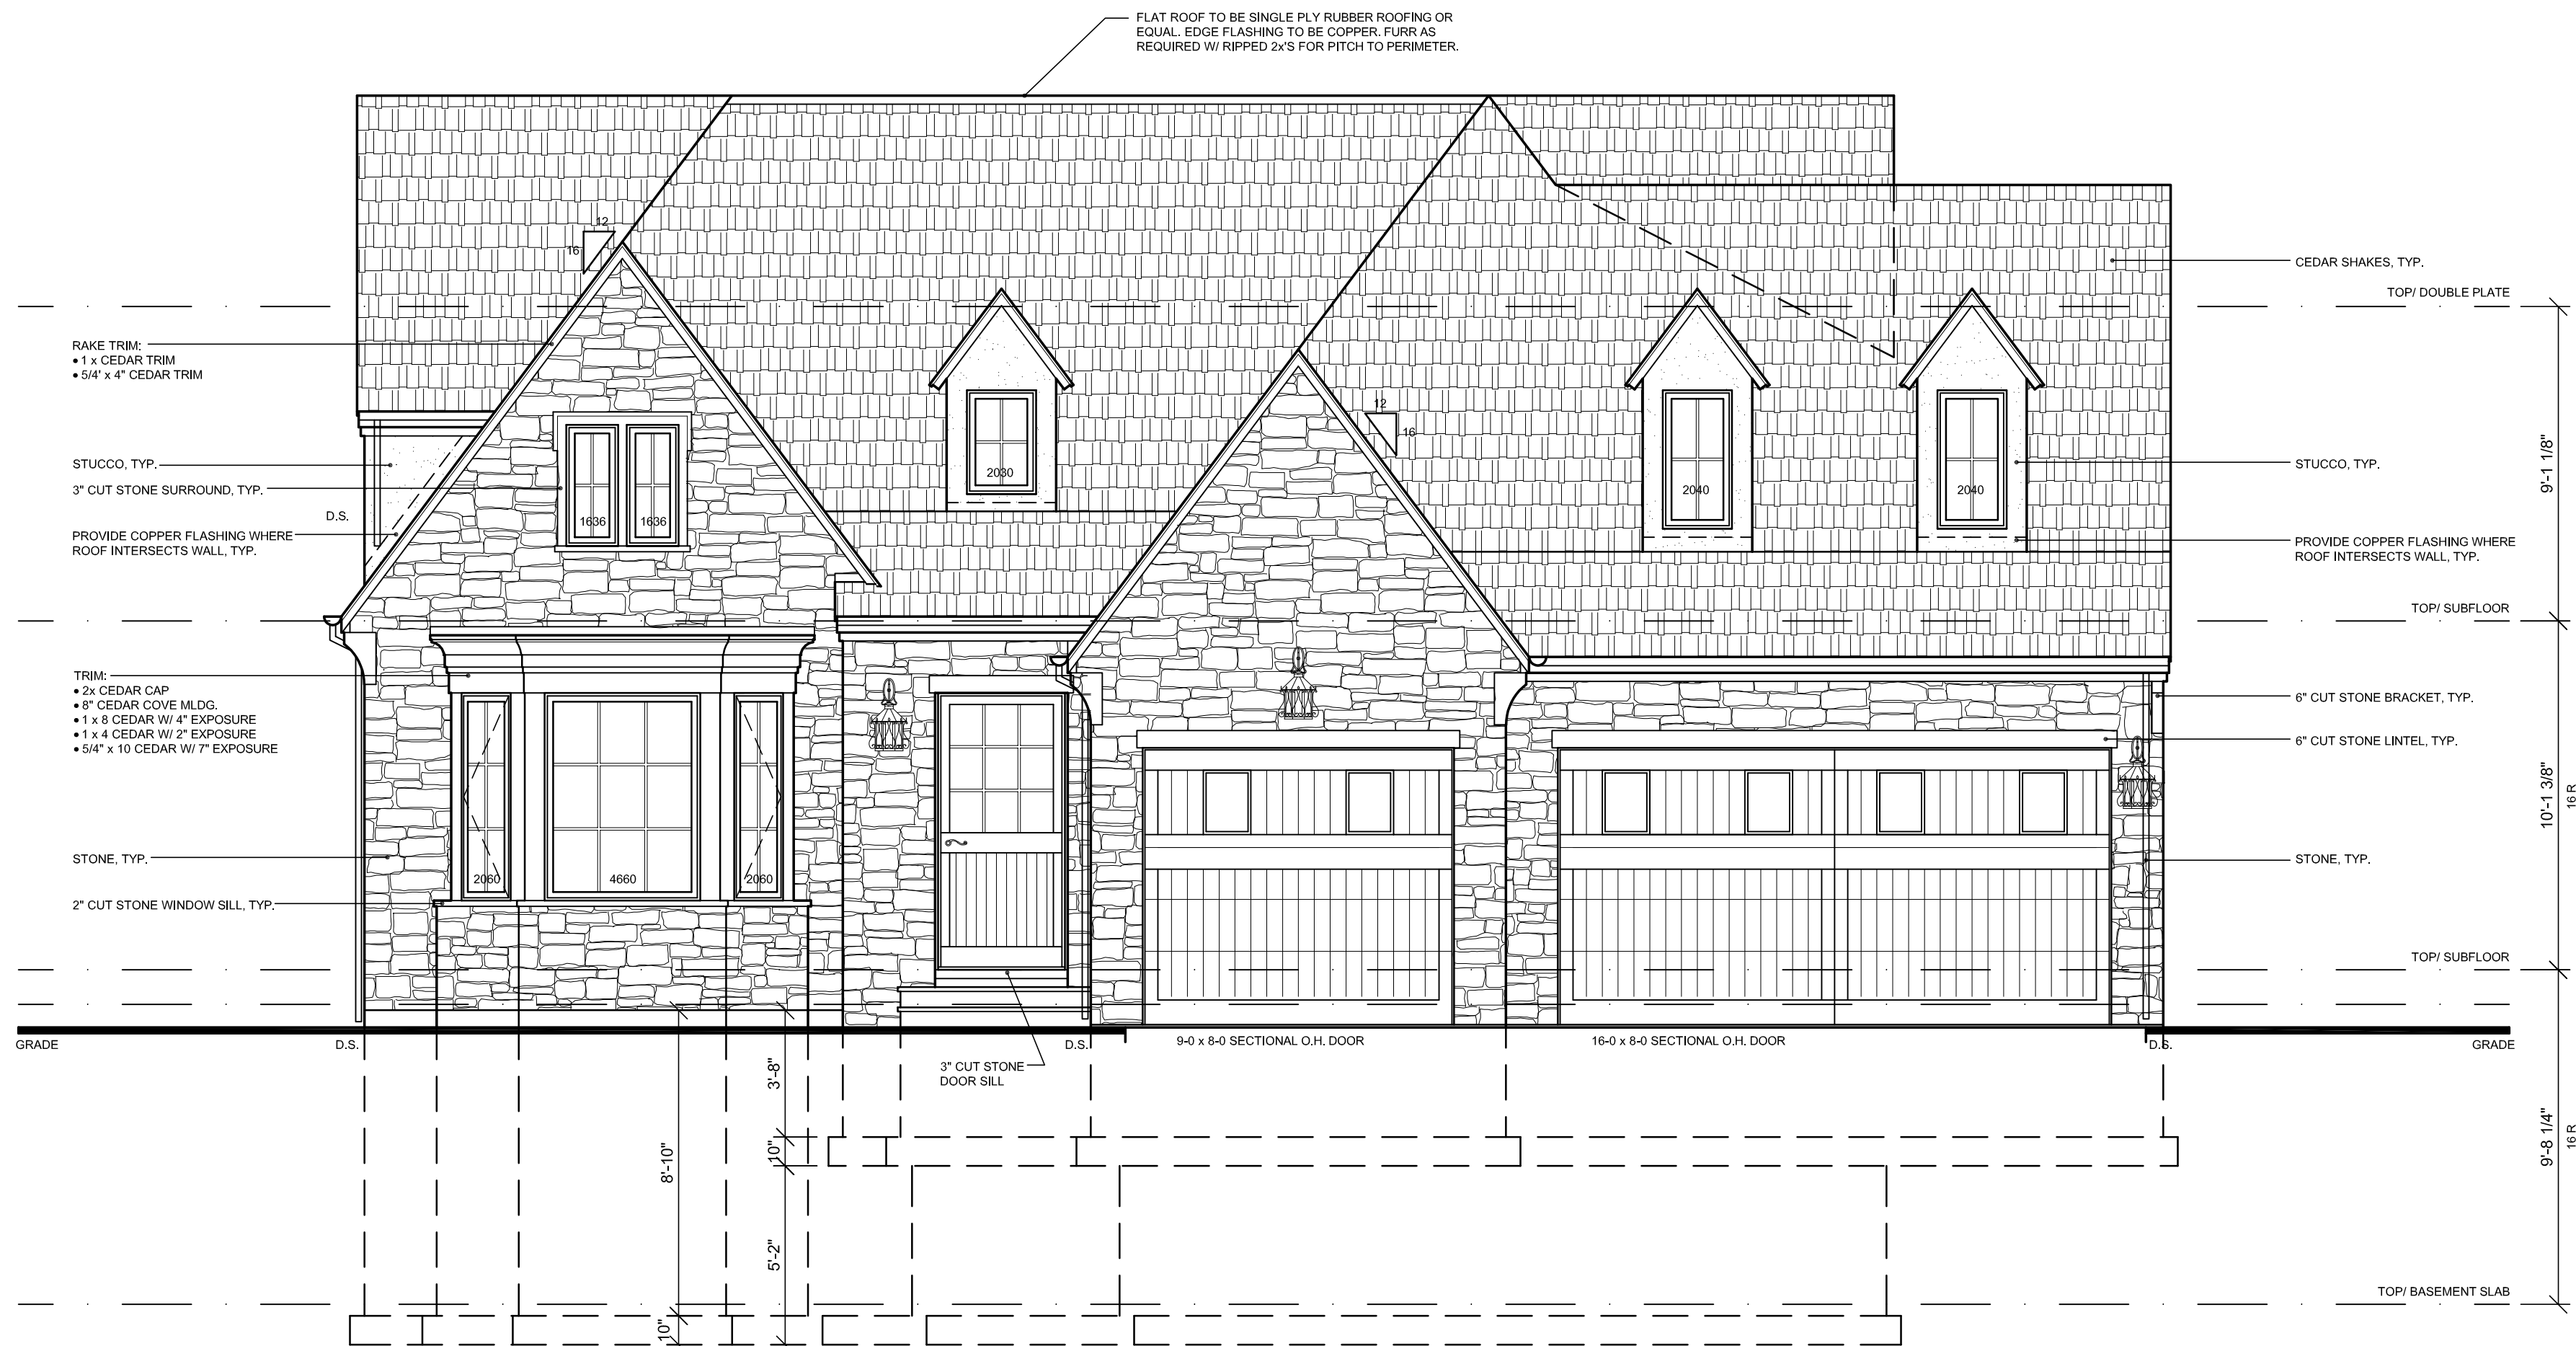 FLAT ROOF TO BE SINGLE PLY RUBBER ROOFING OR
EQUAL. EDGE FLASHING TO BE COPPER. FURR AS
REQUIRED W/ RIPPED 2x'S FOR PITCH TO PERIMETER.
12
16
CEDAR SHAKES, TYP.
TOP/ DOUBLE PLATE
RAKE TRIM:
• 1 x CEDAR TRIM
• 5/4' x 4" CEDAR TRIM
12
16
9'-1 1/8"
STUCCO, TYP.
STUCCO, TYP.
2030
2040
2040
3" CUT STONE SURROUND, TYP.
D.S.
1636
1636
PROVIDE COPPER FLASHING WHERE
ROOF INTERSECTS WALL, TYP.
PROVIDE COPPER FLASHING WHERE
ROOF INTERSECTS WALL, TYP.
TOP/ SUBFLOOR
TRIM:
• 2x CEDAR CAP
• 8" CEDAR COVE MLDG.
• 1 x 8 CEDAR W/ 4" EXPOSURE
• 1 x 4 CEDAR W/ 2" EXPOSURE
• 5/4" x 10 CEDAR W/ 7" EXPOSURE
6" CUT STONE BRACKET, TYP.
6" CUT STONE LINTEL, TYP.
10'-1 3/8"
16 R
STONE, TYP.
STONE, TYP.
2060
4660
2060
2" CUT STONE WINDOW SILL, TYP.
TOP/ SUBFLOOR
GRADE
D.S.
D.S.
9-0 x 8-0 SECTIONAL O.H. DOOR
16-0 x 8-0 SECTIONAL O.H. DOOR
D.S.
GRADE
3" CUT STONE
DOOR SILL
3'-8"
10"
8'-10"
5'-2"
10"
9'-8 1/4"
16 R
TOP/ BASEMENT SLAB